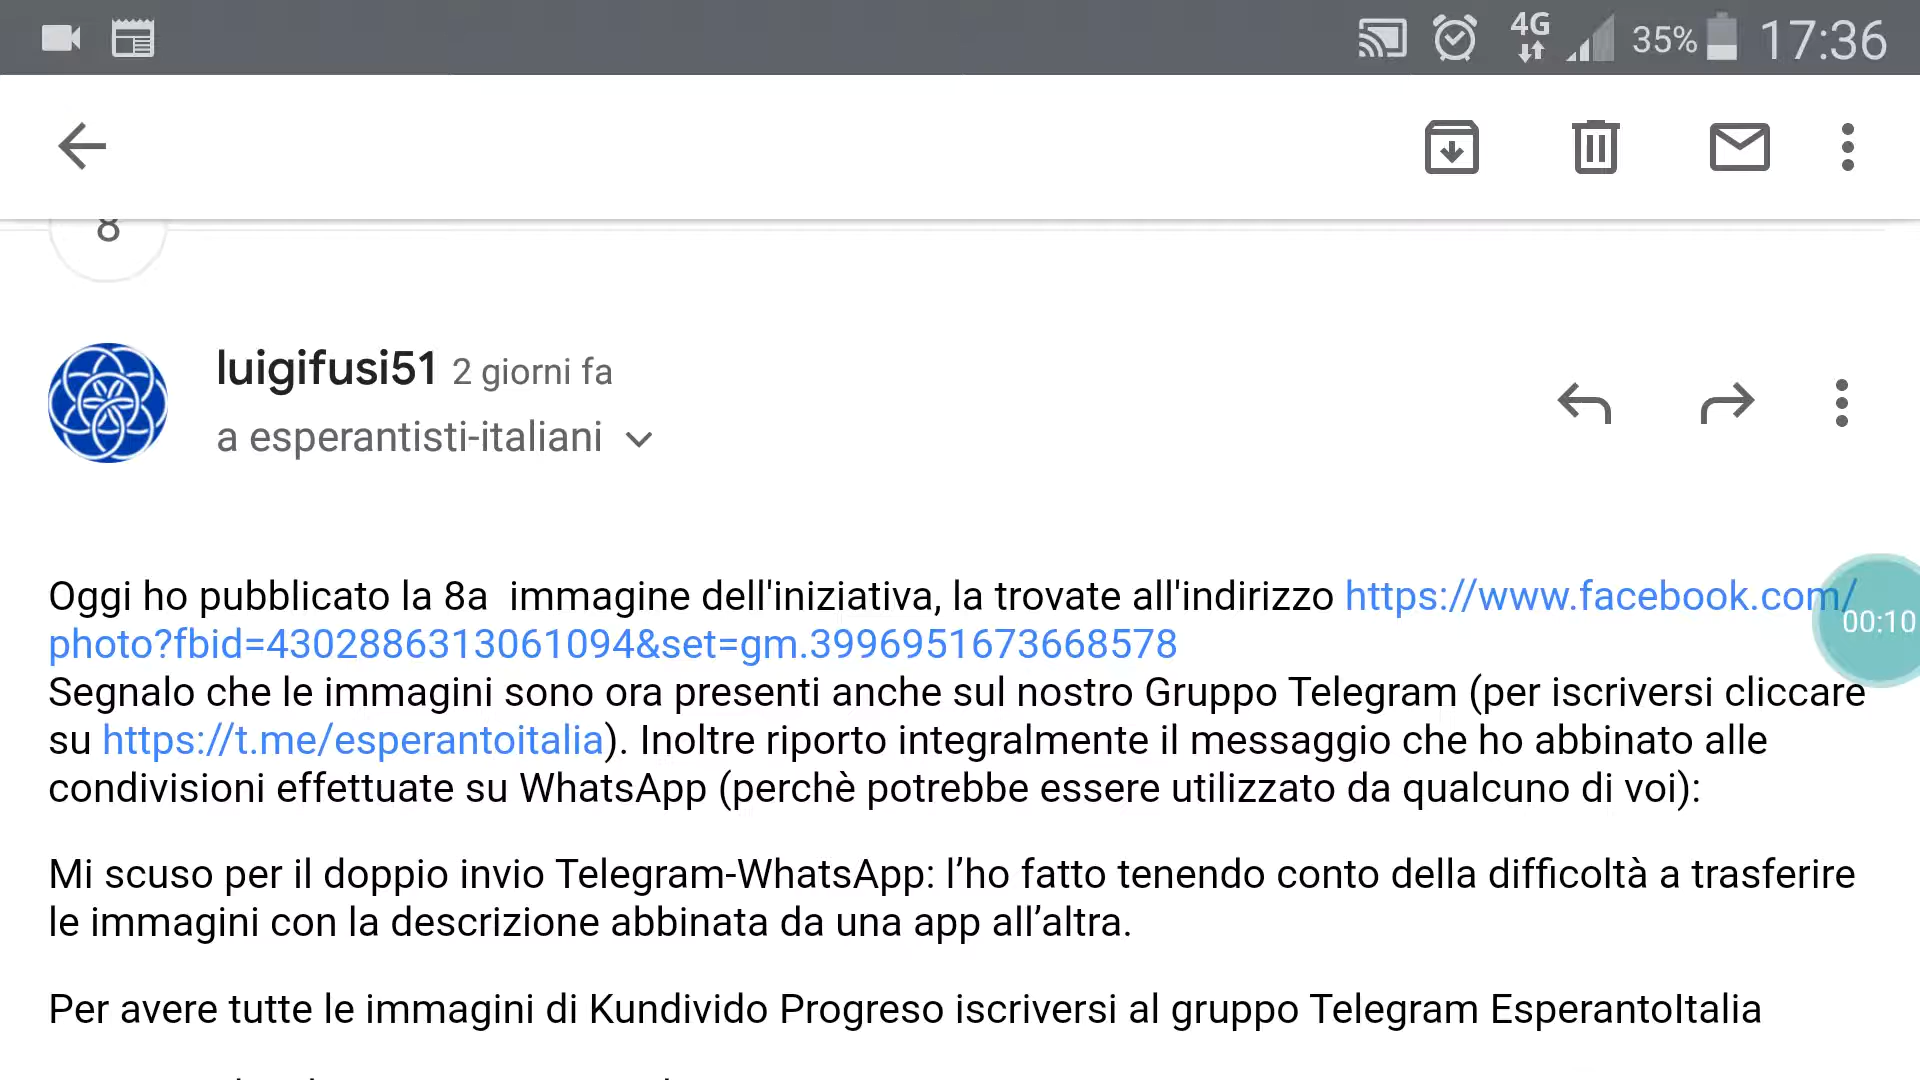 4G 35% 17:36
8
luigifusi51 2 giorni fa
a esperantisti-italiani
Oggi ho pubblicato la 8a  immagine dell'iniziativa, la trovate all'indirizzo https://www.facebook.com/
photo?fbid=4302886313061094&set=gm.3996951673668578
00:10
Segnalo che le immagini sono ora presenti anche sul nostro Gruppo Telegram (per iscriversi cliccare
su https://t.me/esperantoitalia). Inoltre riporto integralmente il messaggio che ho abbinato alle
condivisioni effettuate su WhatsApp (perchè potrebbe essere utilizzato da qualcuno di voi):
Mi scuso per il doppio invio Telegram-WhatsApp: l’ho fatto tenendo conto della difficoltà a trasferire
le immagini con la descrizione abbinata da una app all’altra.
Per avere tutte le immagini di Kundivido Progreso iscriversi al gruppo Telegram EsperantoItalia